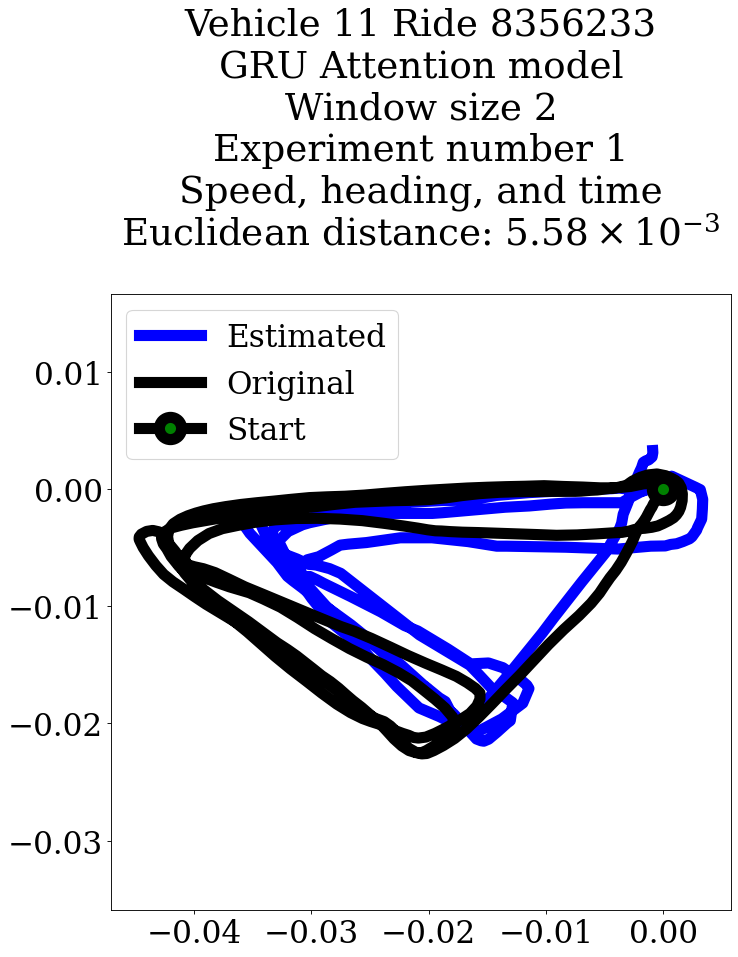 Vehicle 11 Ride 8356233
GRU Attention model
Window size 2
Experiment number 1
Speed, heading, and time
Euclidean distance: 5.58 × 10⁻³
Estimated
Original
Start
0.01
0.00
−0.01
−0.02
−0.03
−0.04 −0.03 −0.02 −0.01 0.00